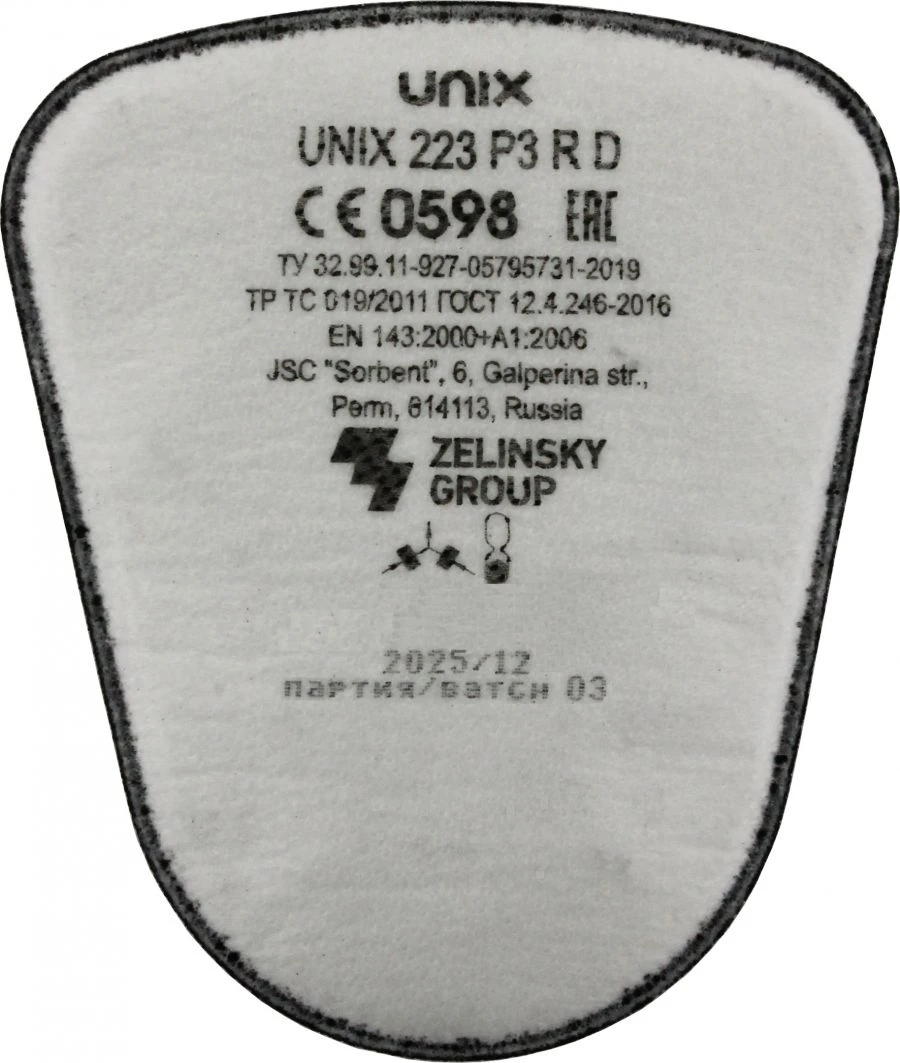 UNIX
UNIX 223 P3 R D
CE 0598 EAC
ТУ 32.99.11-927-05795731-2019
ТР ТС 019/2011 ГОСТ 12.4.246-2016
EN 143:2000+A1:2006
JSC "Sorbent", 6, Galperina str.,
Perm, 614113, Russia
ZELINSKY
GROUP
2025/12
партия/ватсн 03